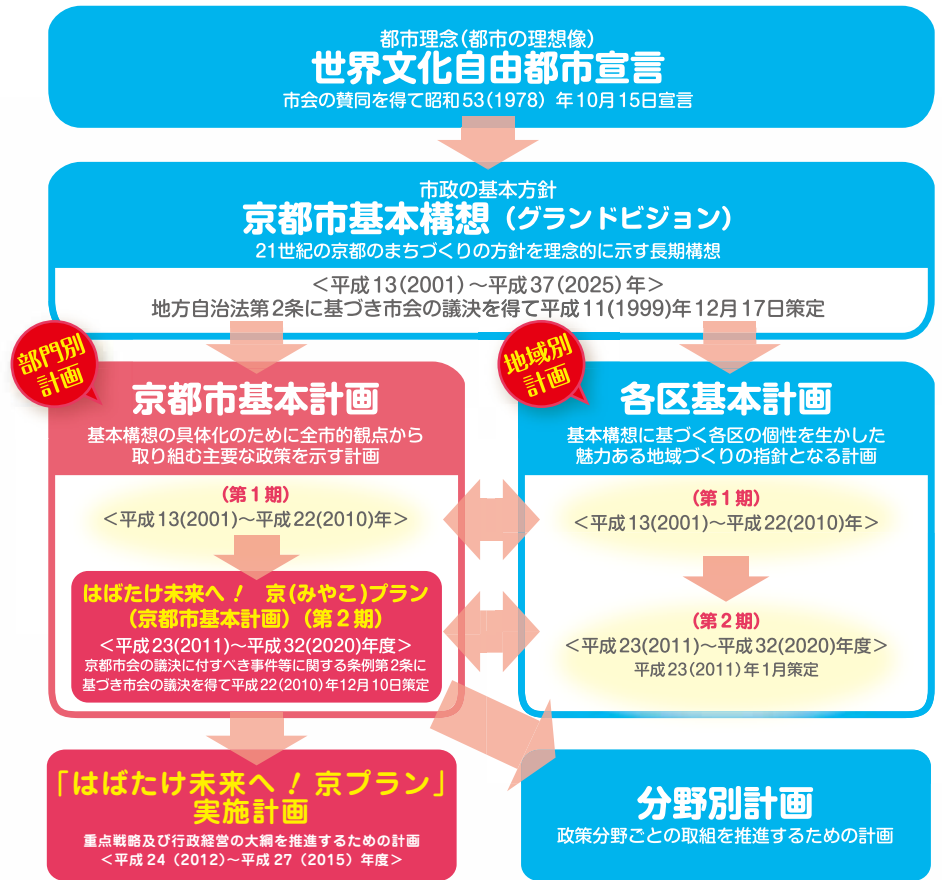 都市理念(都市の理想像)
世界文化自由都市宣言
市会の賛同を得て昭和53(1978) 年10月15日宣言
市政の基本方針
京都市基本構想（グランドビジョン）
21世紀の京都のまちづくりの方針を理念的に示す長期構想
＜平成13(2001) ～平成37(2025) 年＞
地方自治法第2条に基づき市会の議決を得て平成11(1999)年12月17日策定
部門別
計画
京都市基本計画
基本構想の具体化のために全市的観点から
取り組む主要な政策を示す計画
(第1期)
＜平成13(2001)～平成22(2010)年＞
はばたけ未来へ！ 京(みやこ)プラン
(京都市基本計画) (第2期)
＜平成23(2011)～平成32(2020)年度＞
京都市会の議決に付すべき事件等に関する条例第2条に
基づき市会の議決を得て平成22(2010)年12月10日策定
地域別
計画
各区基本計画
基本構想に基づく各区の個性を生かした
魅力ある地域づくりの指針となる計画
(第1期)
＜平成13(2001)～平成22(2010)年＞
(第2期)
＜平成23(2011)～平成32(2020)年度＞
平成23(2011)年1月策定
「はばたけ未来へ！京プラン」
実施計画
重点戦略及び行政経営の大綱を推進するための計画
＜平成24（2012)～平成27（2015）年度＞
分野別計画
政策分野ごとの取組を推進するための計画